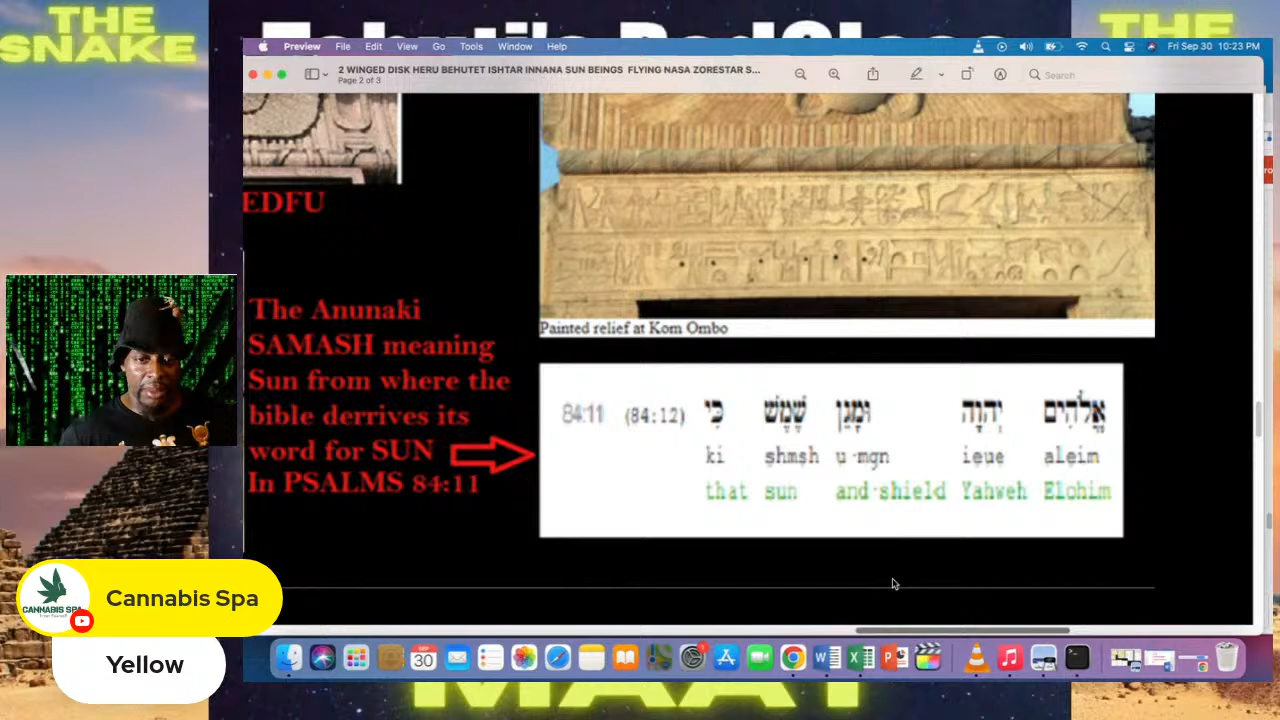 THE
SNAKE
THE
Preview File Edit View Go Tools Window Help
Fri Sep 30 10:23 PM
2 WINGED DISK HERU BEHUTET ISHTAR INNANA SUN BEINGS FLYING NASA ZORESTAR S...
Page 2 of 3
Search
EDFU
Painted relief at Kom Ombo
The Anunaki
SAMASH meaning
Sun from where the
bible derrives its
word for SUN
In PSALMS 84:11
84:11 (84:12) כִּי שֶׁמֶשׁ וּמָגֵן יְהוָה אֱלֹהִים
ki shmsh u·mgn ieue aleim
that sun and·shield Yahweh Elohim
CANNABIS SPA
Cannabis Spa
Yellow
SEP
30
MAAT